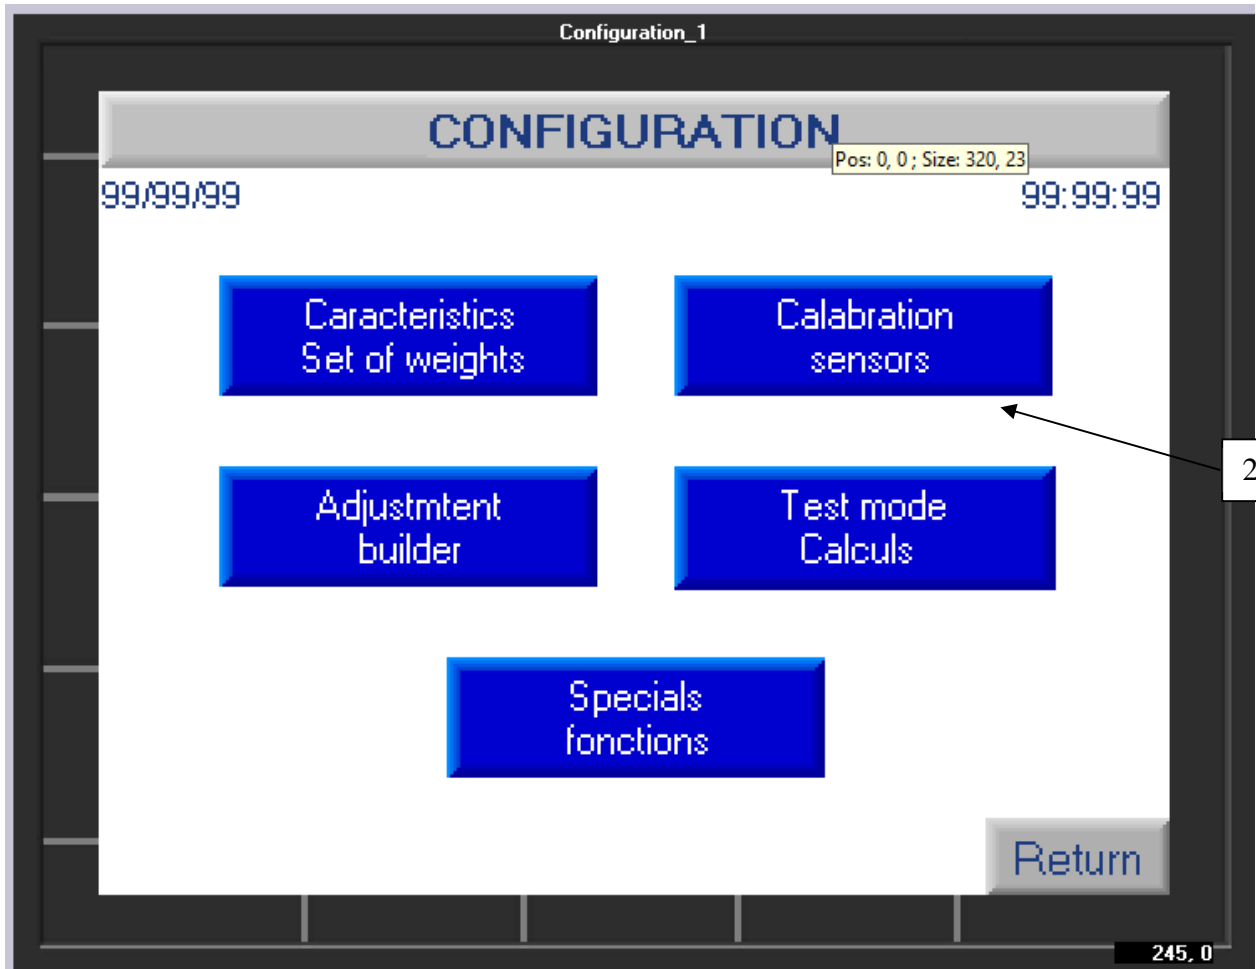 Configuration_1
CONFIGURATION
Pos: 0, 0 ; Size: 320, 23
99/99/99
99:99:99
Caracteristics
Set of weights
Calabration
sensors
2
Adjustmtent
builder
Test mode
Calculs
Specials
fonctions
Return
245, 0